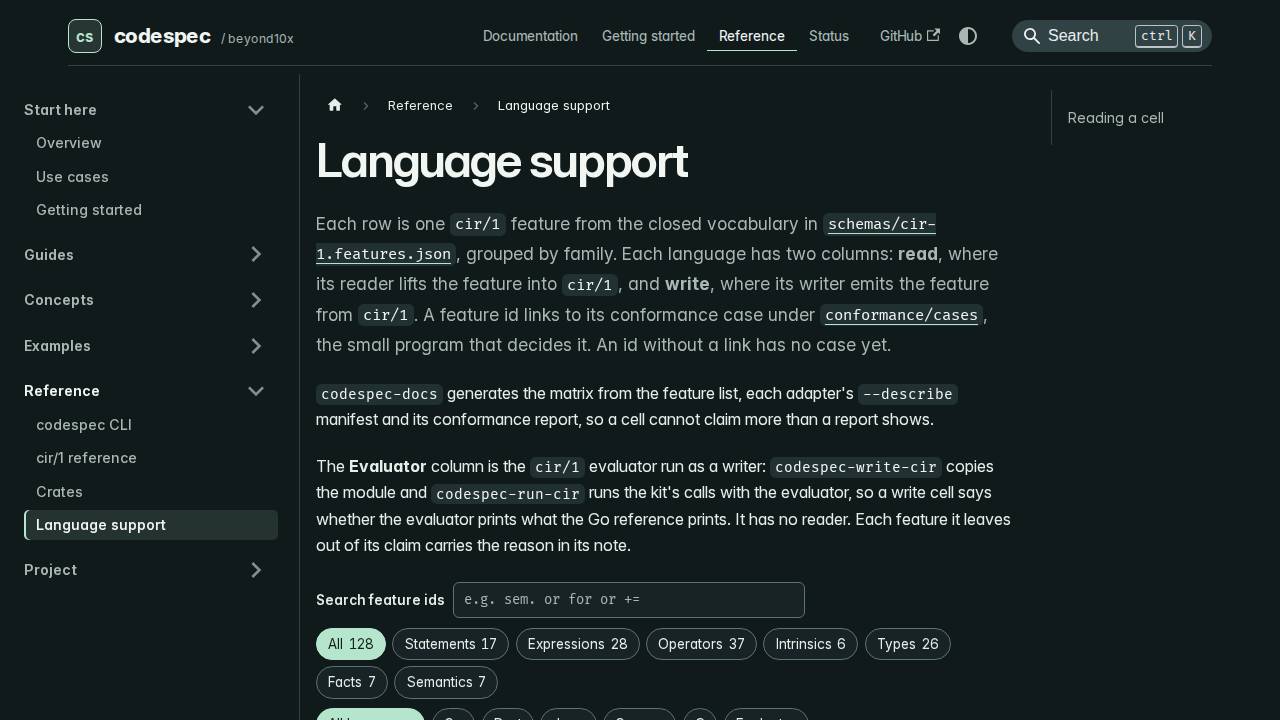 cs codespec / beyond10x
Documentation Getting started Reference Status GitHub Search ctrl K
Start here
Overview
Use cases
Getting started
Guides
Concepts
Examples
Reference
codespec CLI
cir/1 reference
Crates
Language support
Project
Reference Language support
Language support
Each row is one cir/1 feature from the closed vocabulary in schemas/cir-
1.features.json, grouped by family. Each language has two columns: read, where
its reader lifts the feature into cir/1, and write, where its writer emits the feature
from cir/1. A feature id links to its conformance case under conformance/cases,
the small program that decides it. An id without a link has no case yet.
codespec-docs generates the matrix from the feature list, each adapter's --describe
manifest and its conformance report, so a cell cannot claim more than a report shows.
The Evaluator column is the cir/1 evaluator run as a writer: codespec-write-cir copies
the module and codespec-run-cir runs the kit's calls with the evaluator, so a write cell says
whether the evaluator prints what the Go reference prints. It has no reader. Each feature it leaves
out of its claim carries the reason in its note.
Search feature ids e.g. sem. or for or +=
All 128 Statements 17 Expressions 28 Operators 37 Intrinsics 6 Types 26
Facts 7 Semantics 7
Reading a cell